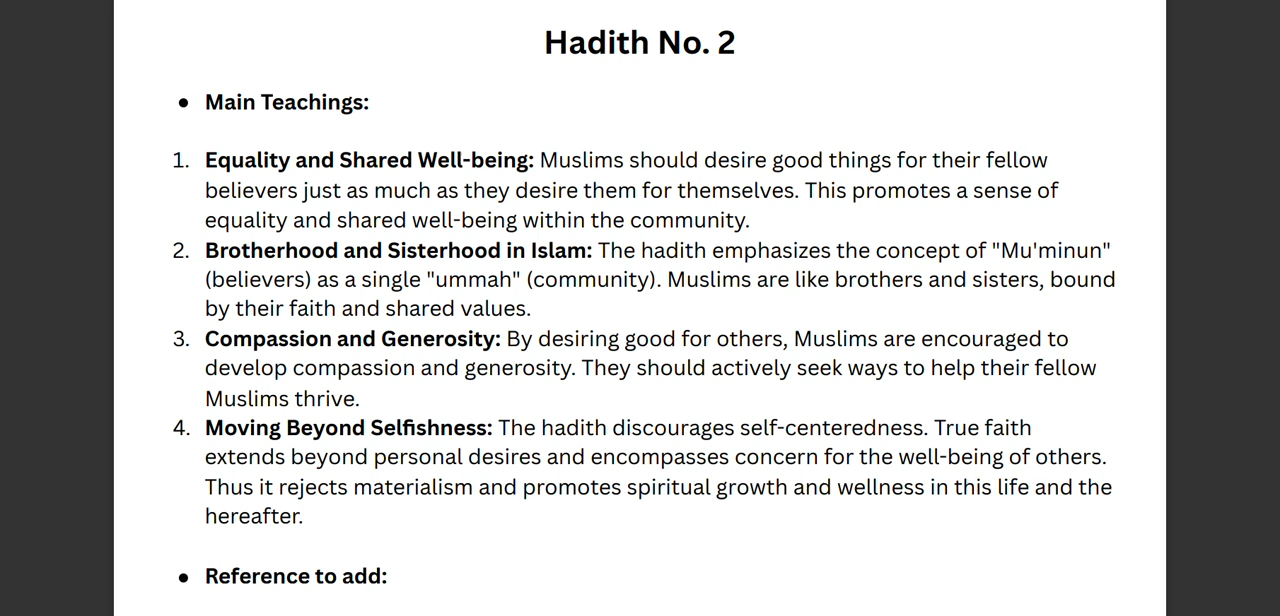 Hadith No. 2
● Main Teachings:
1. Equality and Shared Well-being: Muslims should desire good things for their fellow
believers just as much as they desire them for themselves. This promotes a sense of
equality and shared well-being within the community.
2. Brotherhood and Sisterhood in Islam: The hadith emphasizes the concept of "Mu'minun"
(believers) as a single "ummah" (community). Muslims are like brothers and sisters, bound
by their faith and shared values.
3. Compassion and Generosity: By desiring good for others, Muslims are encouraged to
develop compassion and generosity. They should actively seek ways to help their fellow
Muslims thrive.
4. Moving Beyond Selfishness: The hadith discourages self-centeredness. True faith
extends beyond personal desires and encompasses concern for the well-being of others.
Thus it rejects materialism and promotes spiritual growth and wellness in this life and the
hereafter.
● Reference to add: